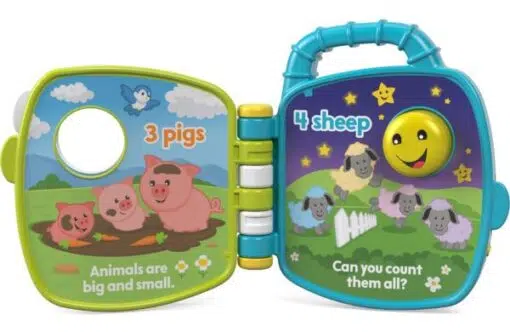 3 pigs
Animals are
big and small.
4 sheep
Can you count
them all?